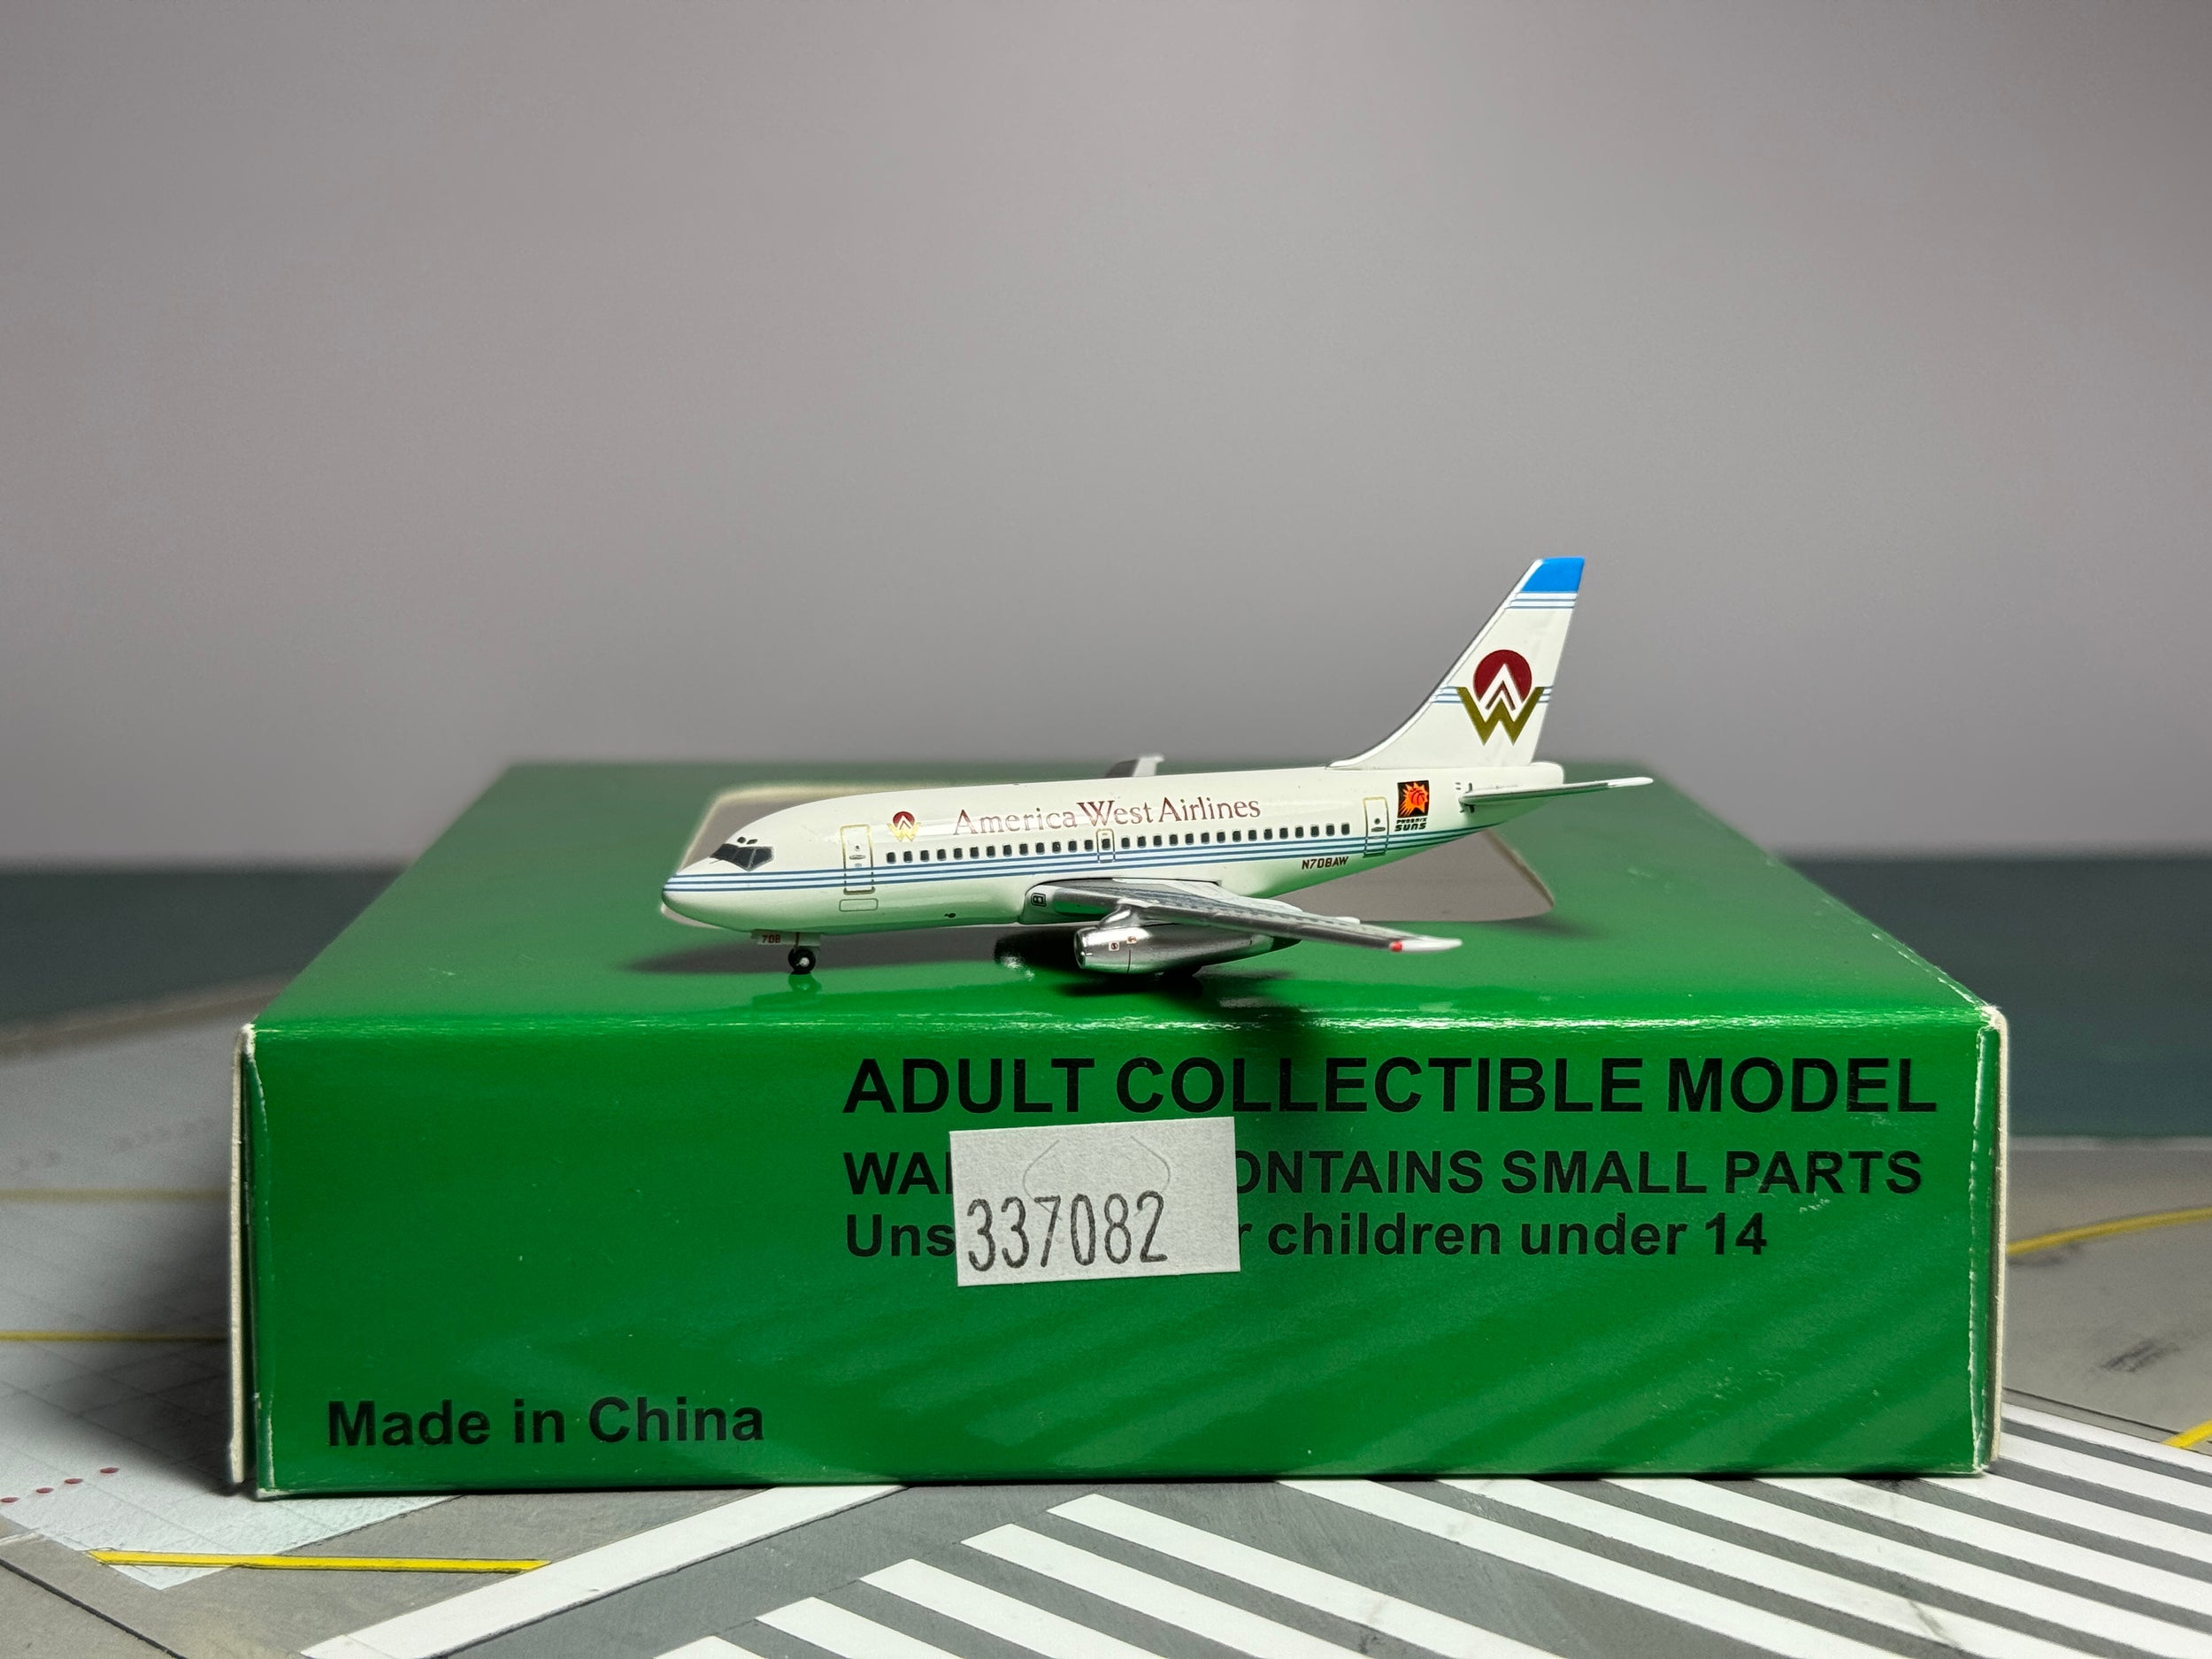 America West Airlines
PHOENIX
SUNS
N708AW
708
ADULT COLLECTIBLE MODEL
WA ONTAINS SMALL PARTS
Uns r children under 14
337082
Made in China